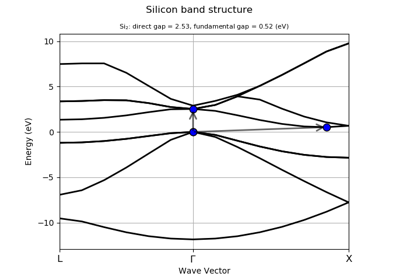 Silicon band structure
Si₂: direct gap = 2.53, fundamental gap = 0.52 (eV)
10
5
0
−5
−10
Energy (eV)
L Γ X
Wave Vector